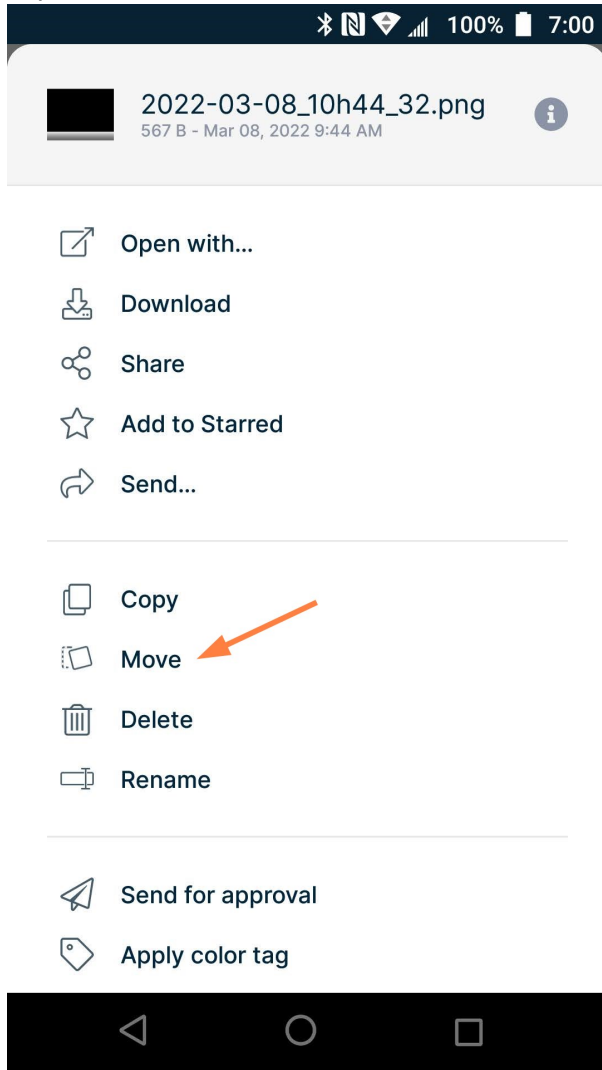 100% 7:00
2022-03-08_10h44_32.png
567 B - Mar 08, 2022 9:44 AM
Open with...
Download
Share
Add to Starred
Send...
Copy
Move
Delete
Rename
Send for approval
Apply color tag